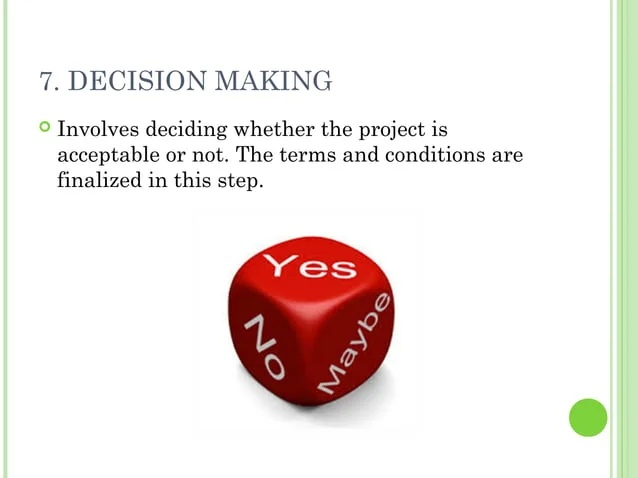 7. DECISION MAKING
Involves deciding whether the project is
acceptable or not. The terms and conditions are
finalized in this step.
Yes
No
Maybe